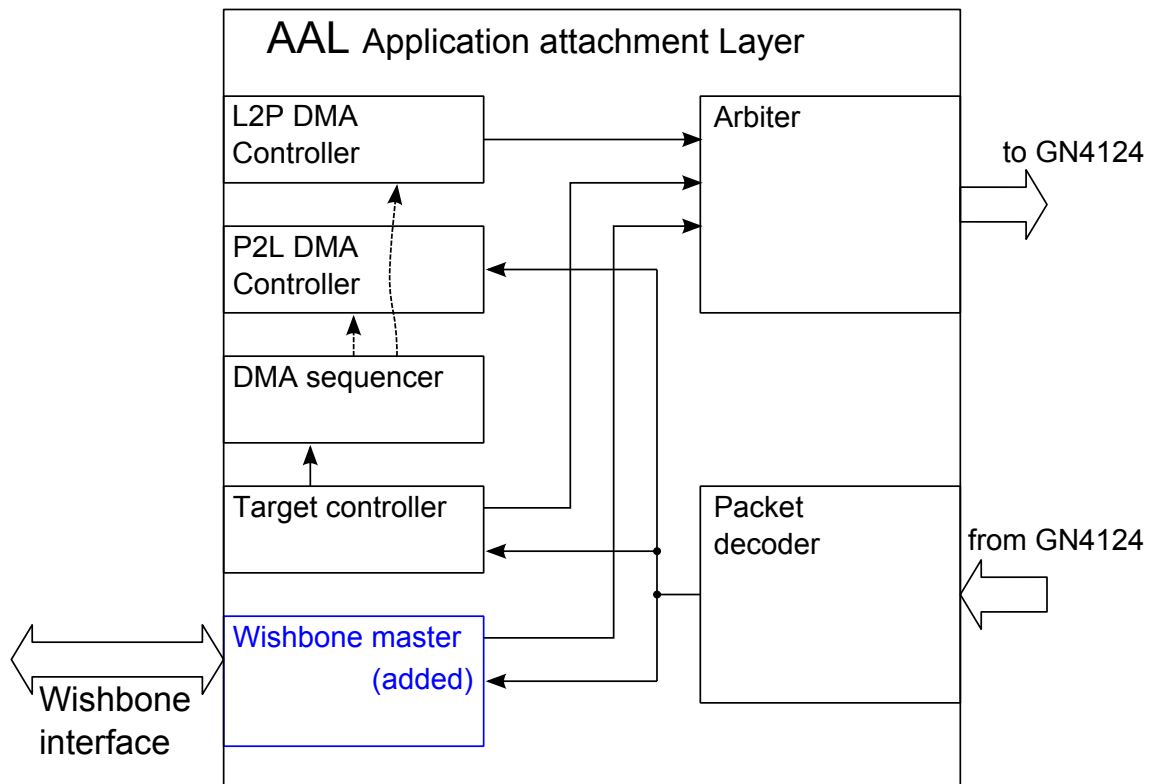 AAL Application attachment Layer
L2P DMA
Controller
Arbiter
to GN4124
P2L DMA
Controller
DMA sequencer
Target controller
Packet
decoder
from GN4124
Wishbone master
(added)
Wishbone
interface